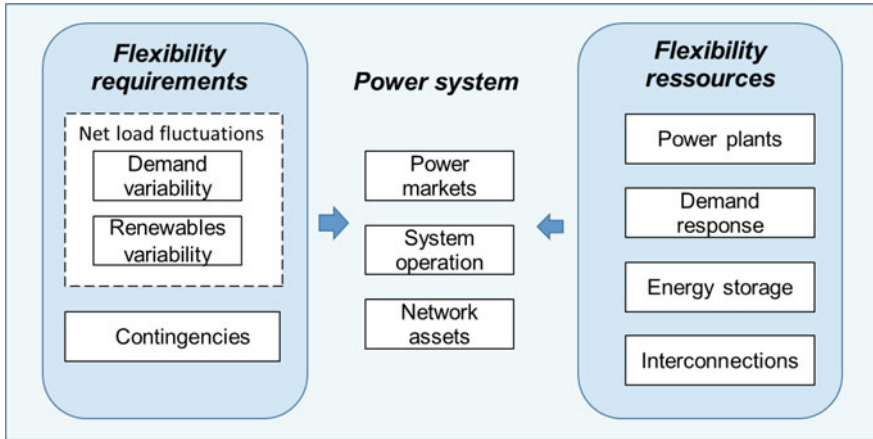 Flexibility
requirements
Net load fluctuations
Demand
variability
Renewables
variability
Contingencies
Power system
Power
markets
System
operation
Network
assets
Flexibility
ressources
Power plants
Demand
response
Energy storage
Interconnections